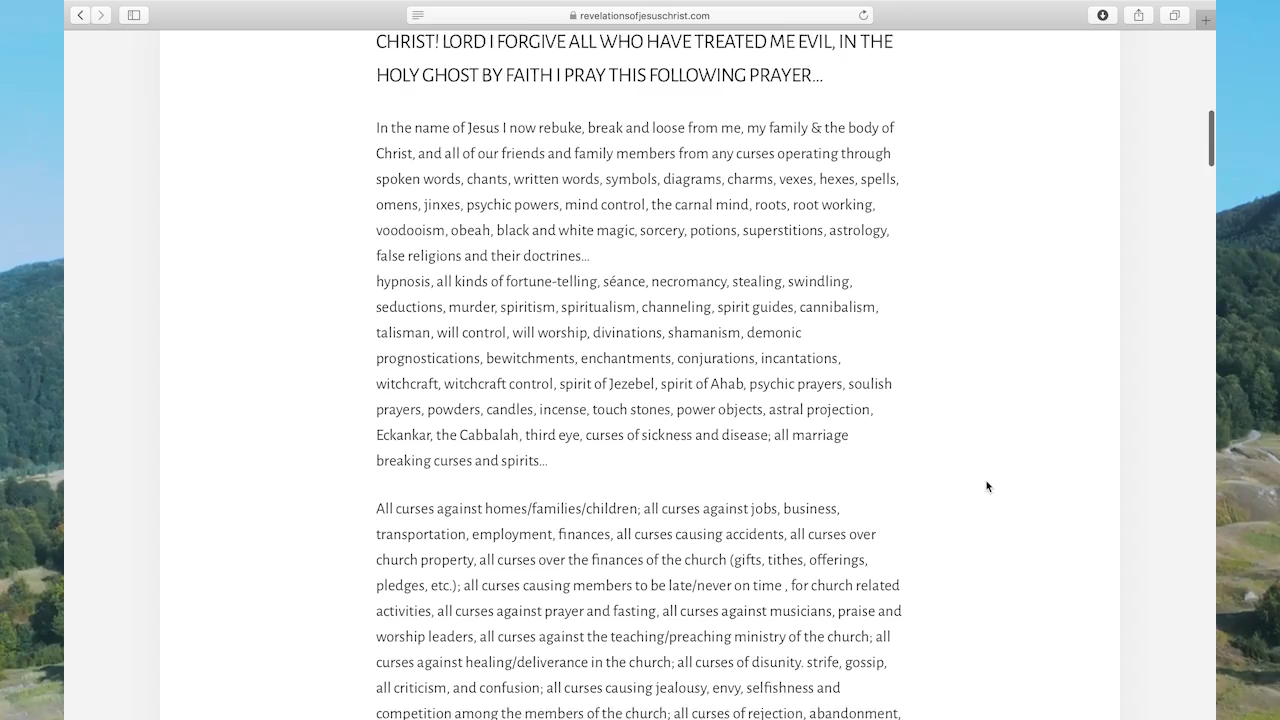 revelationsofjesuschrist.com
CHRIST! LORD I FORGIVE ALL WHO HAVE TREATED ME EVIL, IN THE
HOLY GHOST BY FAITH I PRAY THIS FOLLOWING PRAYER…
In the name of Jesus I now rebuke, break and loose from me, my family & the body of
Christ, and all of our friends and family members from any curses operating through
spoken words, chants, written words, symbols, diagrams, charms, vexes, hexes, spells,
omens, jinxes, psychic powers, mind control, the carnal mind, roots, root working,
voodooism, obeah, black and white magic, sorcery, potions, superstitions, astrology,
false religions and their doctrines…
hypnosis, all kinds of fortune-telling, séance, necromancy, stealing, swindling,
seductions, murder, spiritism, spiritualism, channeling, spirit guides, cannibalism,
talisman, will control, will worship, divinations, shamanism, demonic
prognostications, bewitchments, enchantments, conjurations, incantations,
witchcraft, witchcraft control, spirit of Jezebel, spirit of Ahab, psychic prayers, soulish
prayers, powders, candles, incense, touch stones, power objects, astral projection,
Eckankar, the Cabbalah, third eye, curses of sickness and disease; all marriage
breaking curses and spirits…
All curses against homes/families/children; all curses against jobs, business,
transportation, employment, finances, all curses causing accidents, all curses over
church property, all curses over the finances of the church (gifts, tithes, offerings,
pledges, etc.); all curses causing members to be late/never on time , for church related
activities, all curses against prayer and fasting, all curses against musicians, praise and
worship leaders, all curses against the teaching/preaching ministry of the church; all
curses against healing/deliverance in the church; all curses of disunity. strife, gossip,
all criticism, and confusion; all curses causing jealousy, envy, selfishness and
competition among the members of the church; all curses of rejection, abandonment,